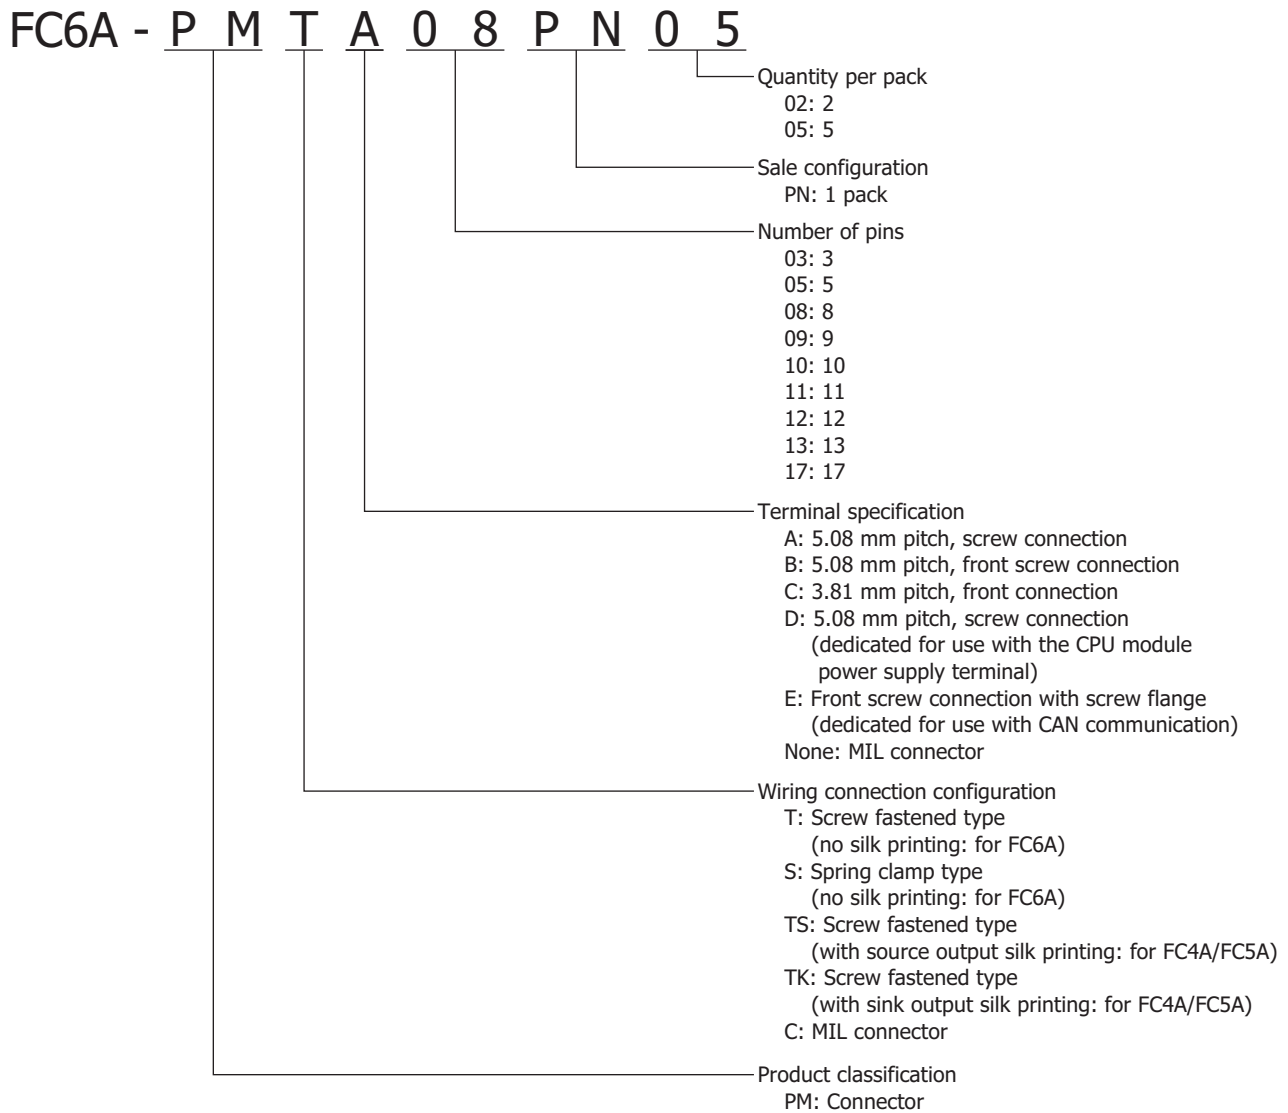 FC6A - P M T A 0 8 P N 0 5
Quantity per pack
02: 2
05: 5
Sale configuration
PN: 1 pack
Number of pins
03: 3
05: 5
08: 8
09: 9
10: 10
11: 11
12: 12
13: 13
17: 17
Terminal specification
A: 5.08 mm pitch, screw connection
B: 5.08 mm pitch, front screw connection
C: 3.81 mm pitch, front connection
D: 5.08 mm pitch, screw connection
(dedicated for use with the CPU module
power supply terminal)
E: Front screw connection with screw flange
(dedicated for use with CAN communication)
None: MIL connector
Wiring connection configuration
T: Screw fastened type
(no silk printing: for FC6A)
S: Spring clamp type
(no silk printing: for FC6A)
TS: Screw fastened type
(with source output silk printing: for FC4A/FC5A)
TK: Screw fastened type
(with sink output silk printing: for FC4A/FC5A)
C: MIL connector
Product classification
PM: Connector